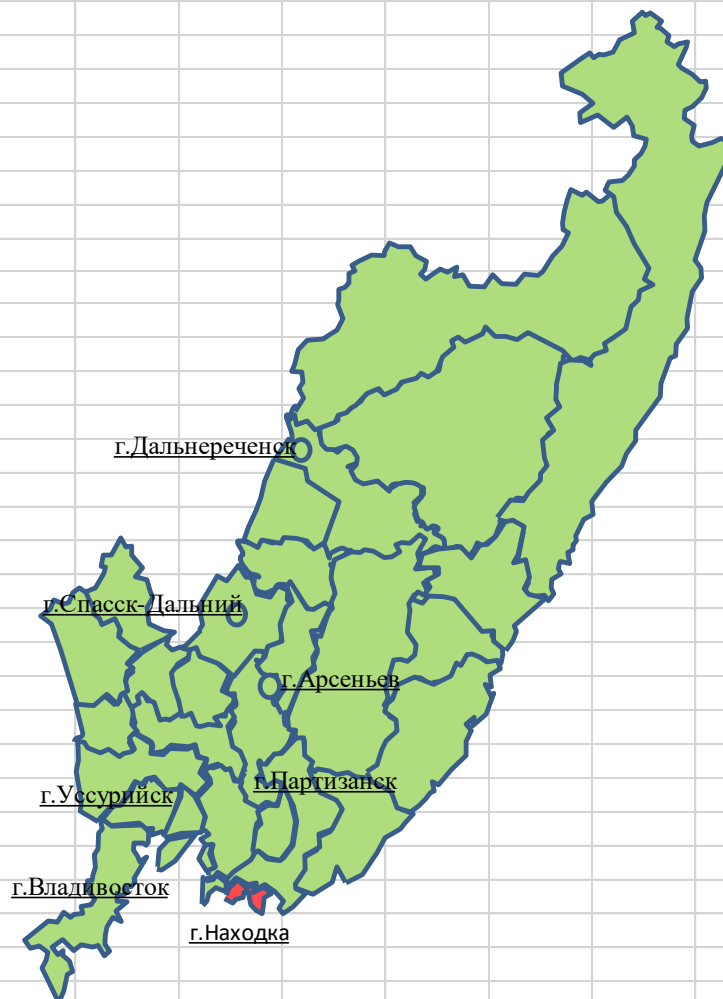 г.Дальнереченск
г.Спасск-Дальний
г.Арсеньев
г.Партизанск
г.Уссурийск
г.Владивосток
г.Находка